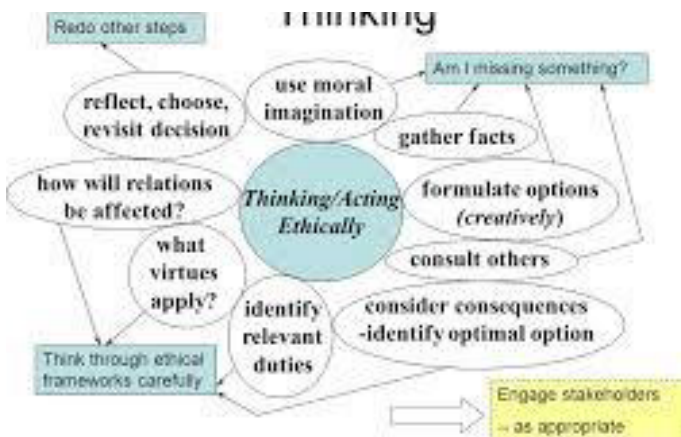 Thinking
Redo other steps
use moral
imagination
Am I missing something?
reflect, choose,
revisit decision
gather facts
how will relations
be affected?
Thinking/Acting
Ethically
formulate options
(creatively)
what
virtues
apply?
consult others
identify
relevant
duties
consider consequences
-identify optimal option
Think through ethical
frameworks carefully
Engage stakeholders
– as appropriate